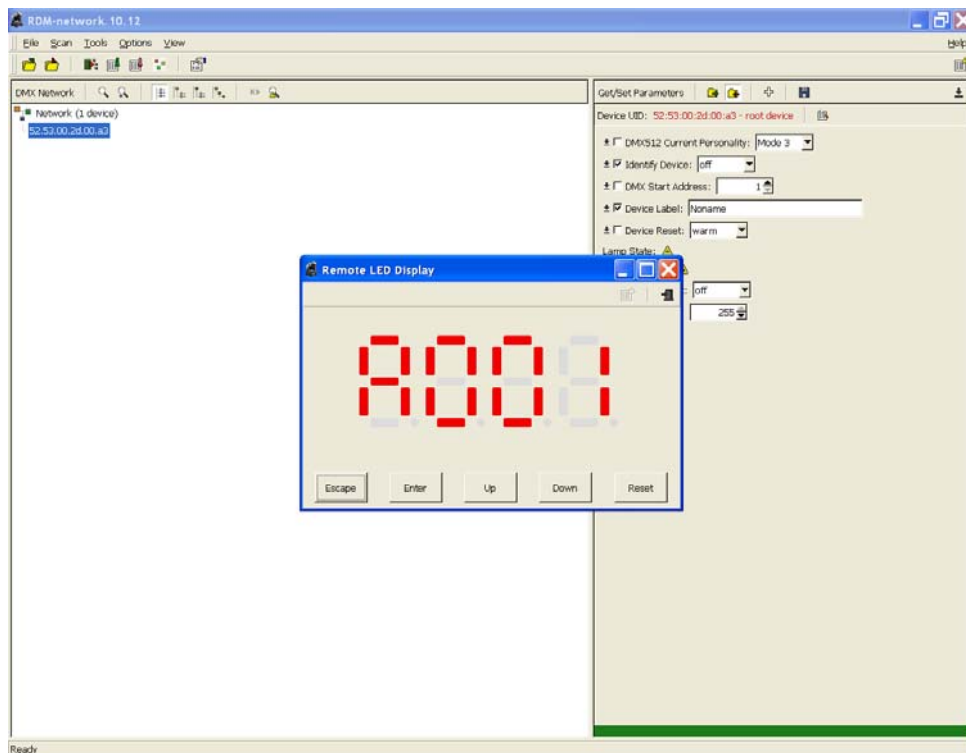 RDM-network.10.12
File Scan Tools Options View Help
DMX Network
Get/Set Parameters
Network (1 device)
Device UID: 52:53:00:2d:00:a3 - root device
52.53.00.2d.00.a3
DMX512 Current Personality: Mode 3
Identify Device: off
DMX Start Address: 1
Device Label: Noname
Device Reset: warm
Lamp State:
Remote LED Display
: off
255
A001
Escape Enter Up Down Reset
Ready